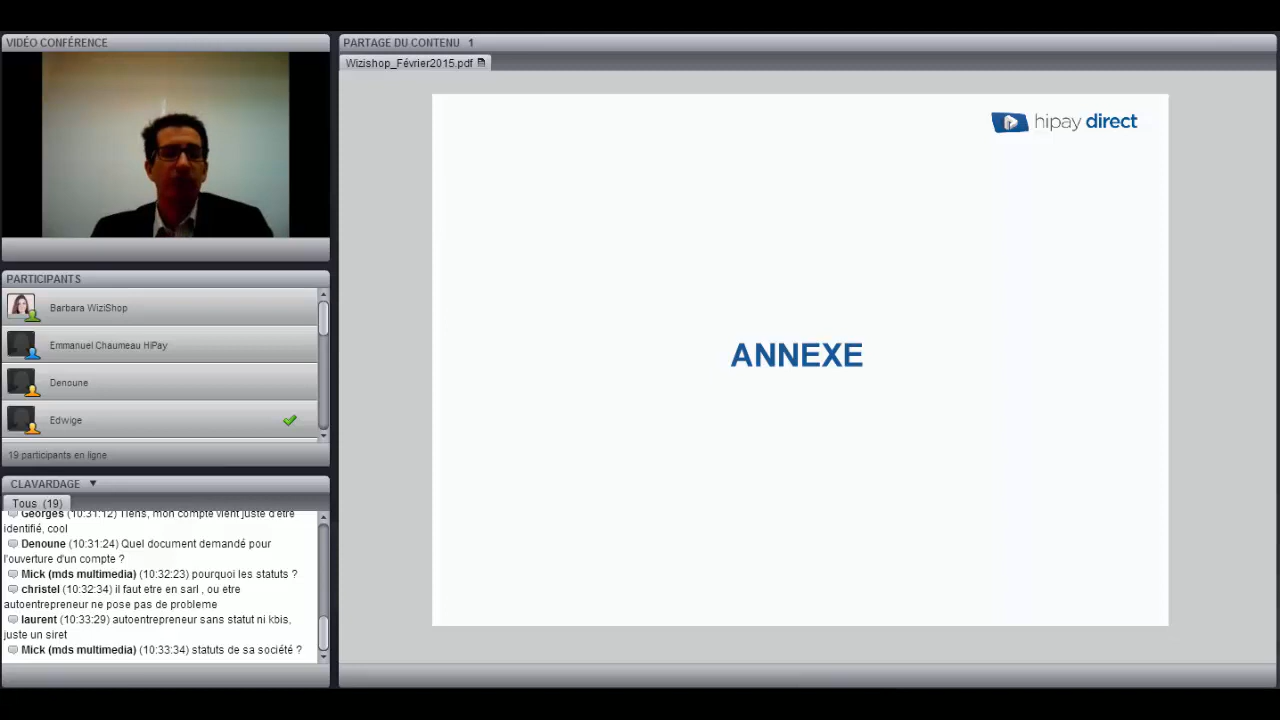 VIDÉO CONFÉRENCE
PARTICIPANTS
Barbara WiziShop
Emmanuel Chaumeau HiPay
Denoune
Edwige
19 participants en ligne
CLAVARDAGE
Tous (19)
Georges (10:31:12) Tiens, mon compte vient juste d'être
identifié, cool
Denoune (10:31:24) Quel document demandé pour
l'ouverture d'un compte ?
Mick (mds multimedia) (10:32:23) pourquoi les statuts ?
christel (10:32:34) il faut etre en sarl , ou etre
autoentrepreneur ne pose pas de probleme
laurent (10:33:29) autoentrepreneur sans statut ni kbis,
juste un siret
Mick (mds multimedia) (10:33:34) statuts de sa société ?
PARTAGE DU CONTENU 1
Wizishop_Février2015.pdf
hipay direct
ANNEXE